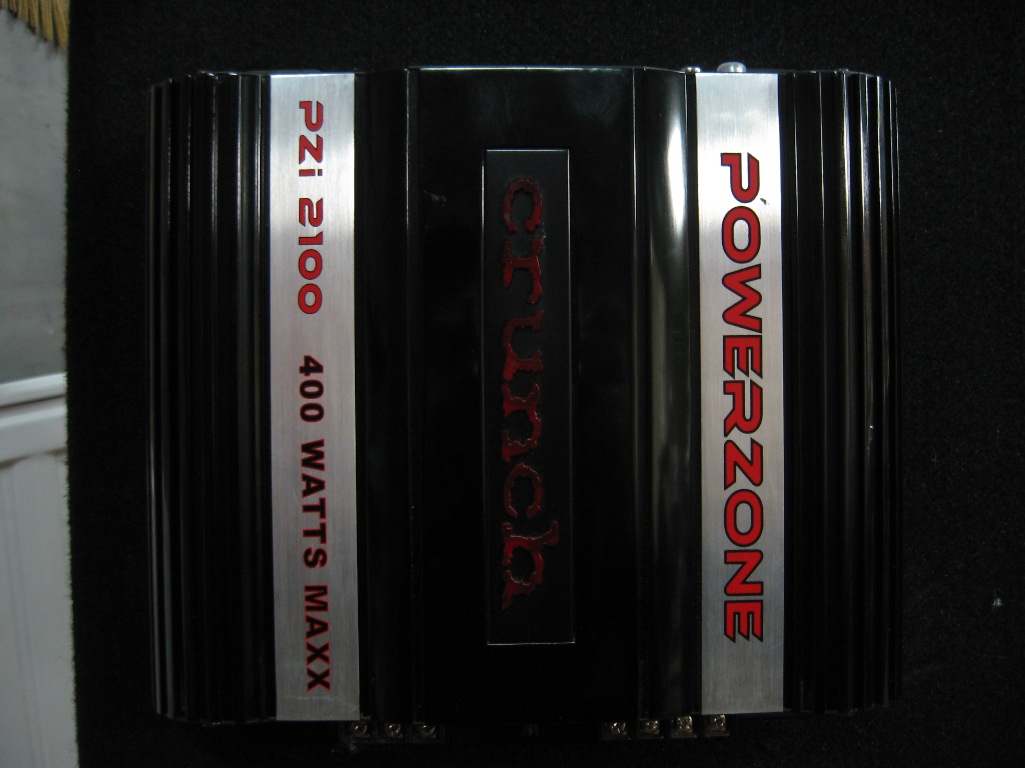 POWERZONE
crunch
PZi 2100 400 WATTS MAXX